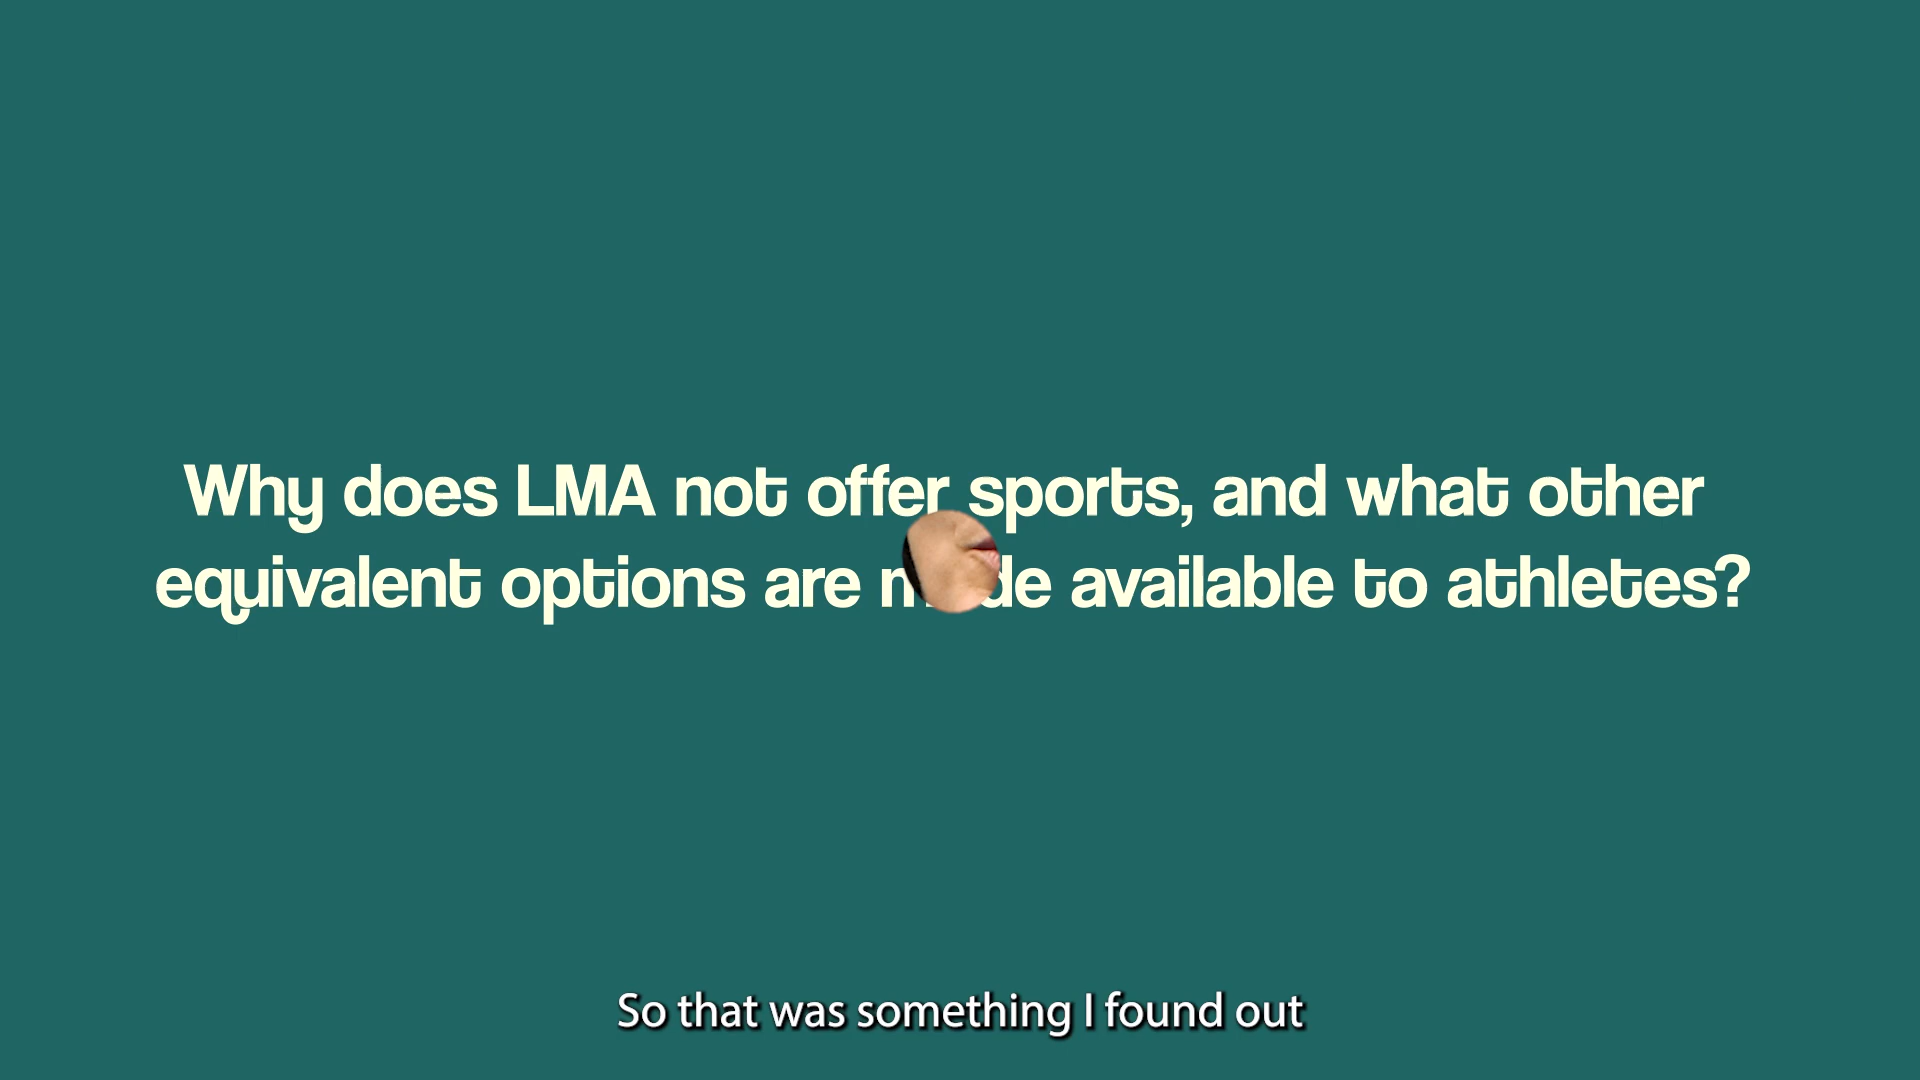 Why does LMA not offer sports, and what other
equivalent options are made available to athletes?
So that was something I found out